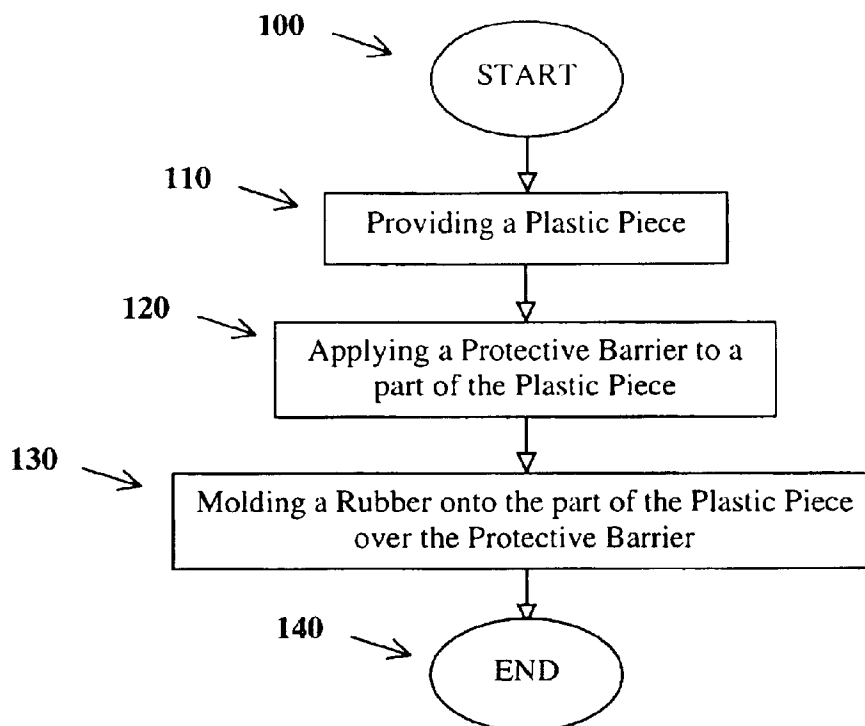 100
START
110
Providing a Plastic Piece
120
Applying a Protective Barrier to a
part of the Plastic Piece
130
Molding a Rubber onto the part of the Plastic Piece
over the Protective Barrier
140
END